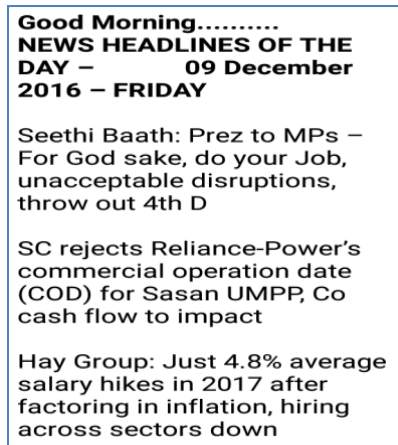 Good Morning..........
NEWS HEADLINES OF THE
DAY – 09 December
2016 – FRIDAY
Seethi Baath: Prez to MPs –
For God sake, do your Job,
unacceptable disruptions,
throw out 4th D
SC rejects Reliance-Power's
commercial operation date
(COD) for Sasan UMPP, Co
cash flow to impact
Hay Group: Just 4.8% average
salary hikes in 2017 after
factoring in inflation, hiring
across sectors down